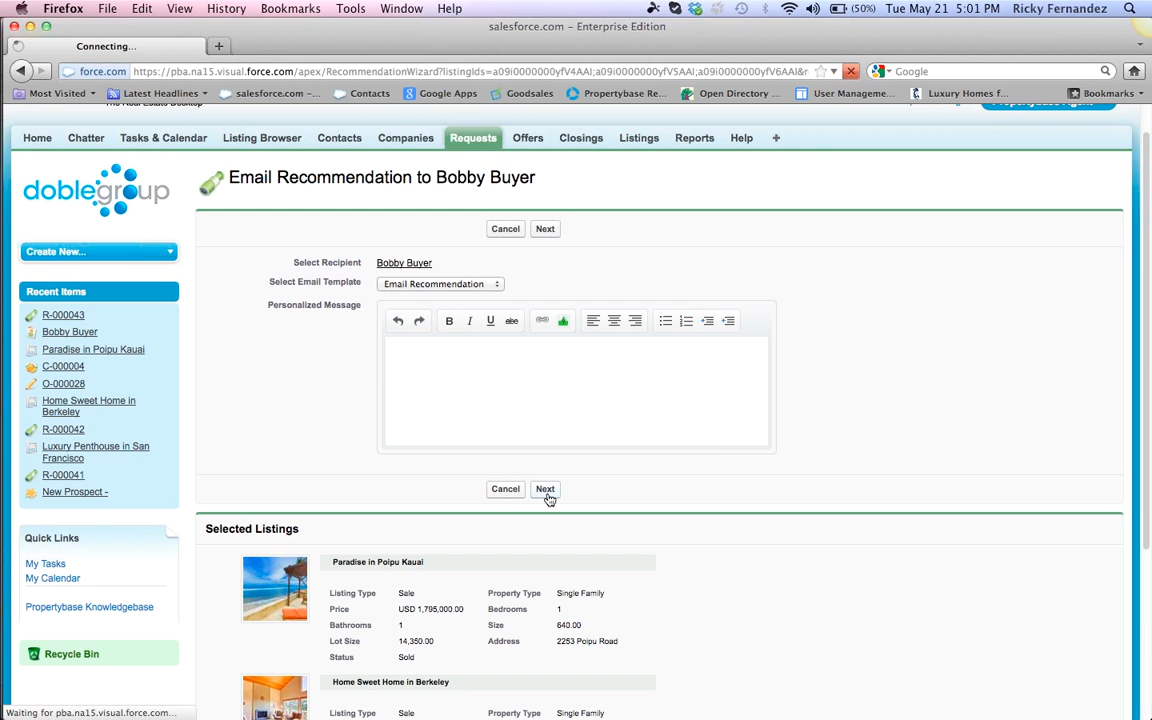 Firefox File Edit View History Bookmarks Tools Window Help (50%) Tue May 21 5:01 PM Ricky Fernandez
salesforce.com - Enterprise Edition
Connecting...
force.com https://pba.na15.visual.force.com/apex/RecommendationWizard?listingIds=a09i0000000yfV4AAI;a09i0000000yfV5AAI;a09i0000000yfV6AAI&r Google
Most Visited Latest Headlines salesforce.com -... Contacts Google Apps Goodsales Propertybase Re... Open Directory ... User Manageme... Luxury Homes f... Bookmarks
The Real Estate Desktop Propertybase Agent
Home Chatter Tasks & Calendar Listing Browser Contacts Companies Requests Offers Closings Listings Reports Help +
doblegroup
Email Recommendation to Bobby Buyer
Cancel Next
Create New...
Select Recipient Bobby Buyer
Select Email Template Email Recommendation
Personalized Message
B I U abc
Recent Items
R-000043
Bobby Buyer
Paradise in Poipu Kauai
C-000004
O-000028
Home Sweet Home in
Berkeley
R-000042
Luxury Penthouse in San
Francisco
R-000041
New Prospect -
Cancel Next
Quick Links
My Tasks
My Calendar
Propertybase Knowledgebase
Recycle Bin
Selected Listings
Paradise in Poipu Kauai
Listing Type Sale Property Type Single Family
Price USD 1,795,000.00 Bedrooms 1
Bathrooms 1 Size 640.00
Lot Size 14,350.00 Address 2253 Poipu Road
Status Sold
Home Sweet Home in Berkeley
Listing Type Sale Property Type Single Family
Waiting for pba.na15.visual.force.com...